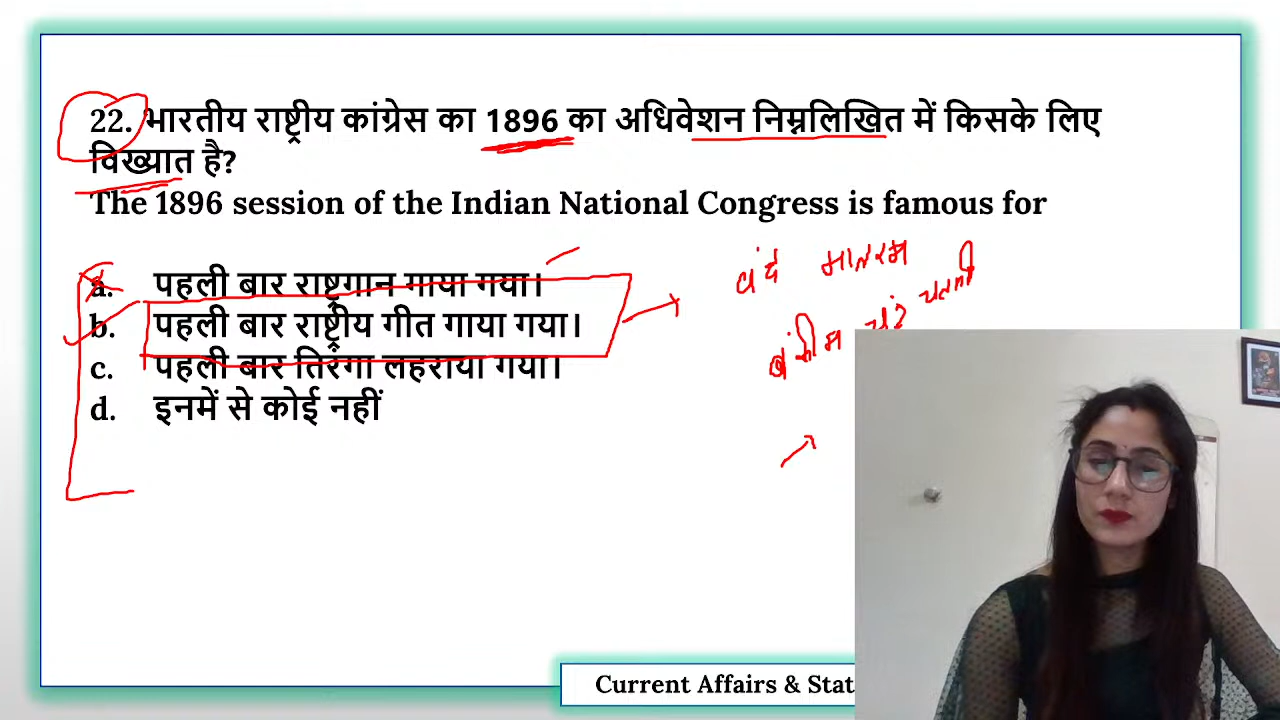 22. भारतीय राष्ट्रीय कांग्रेस का 1896 का अधिवेशन निम्नलिखित में किसके लिए
विख्यात है?
The 1896 session of the Indian National Congress is famous for
a. पहली बार राष्ट्रगान गाया गया।
b. पहली बार राष्ट्रीय गीत गाया गया।
c. पहली बार तिरंगा लहराया गया।
d. इनमें से कोई नहीं
वंदे मातरम
Current Affairs & Stat